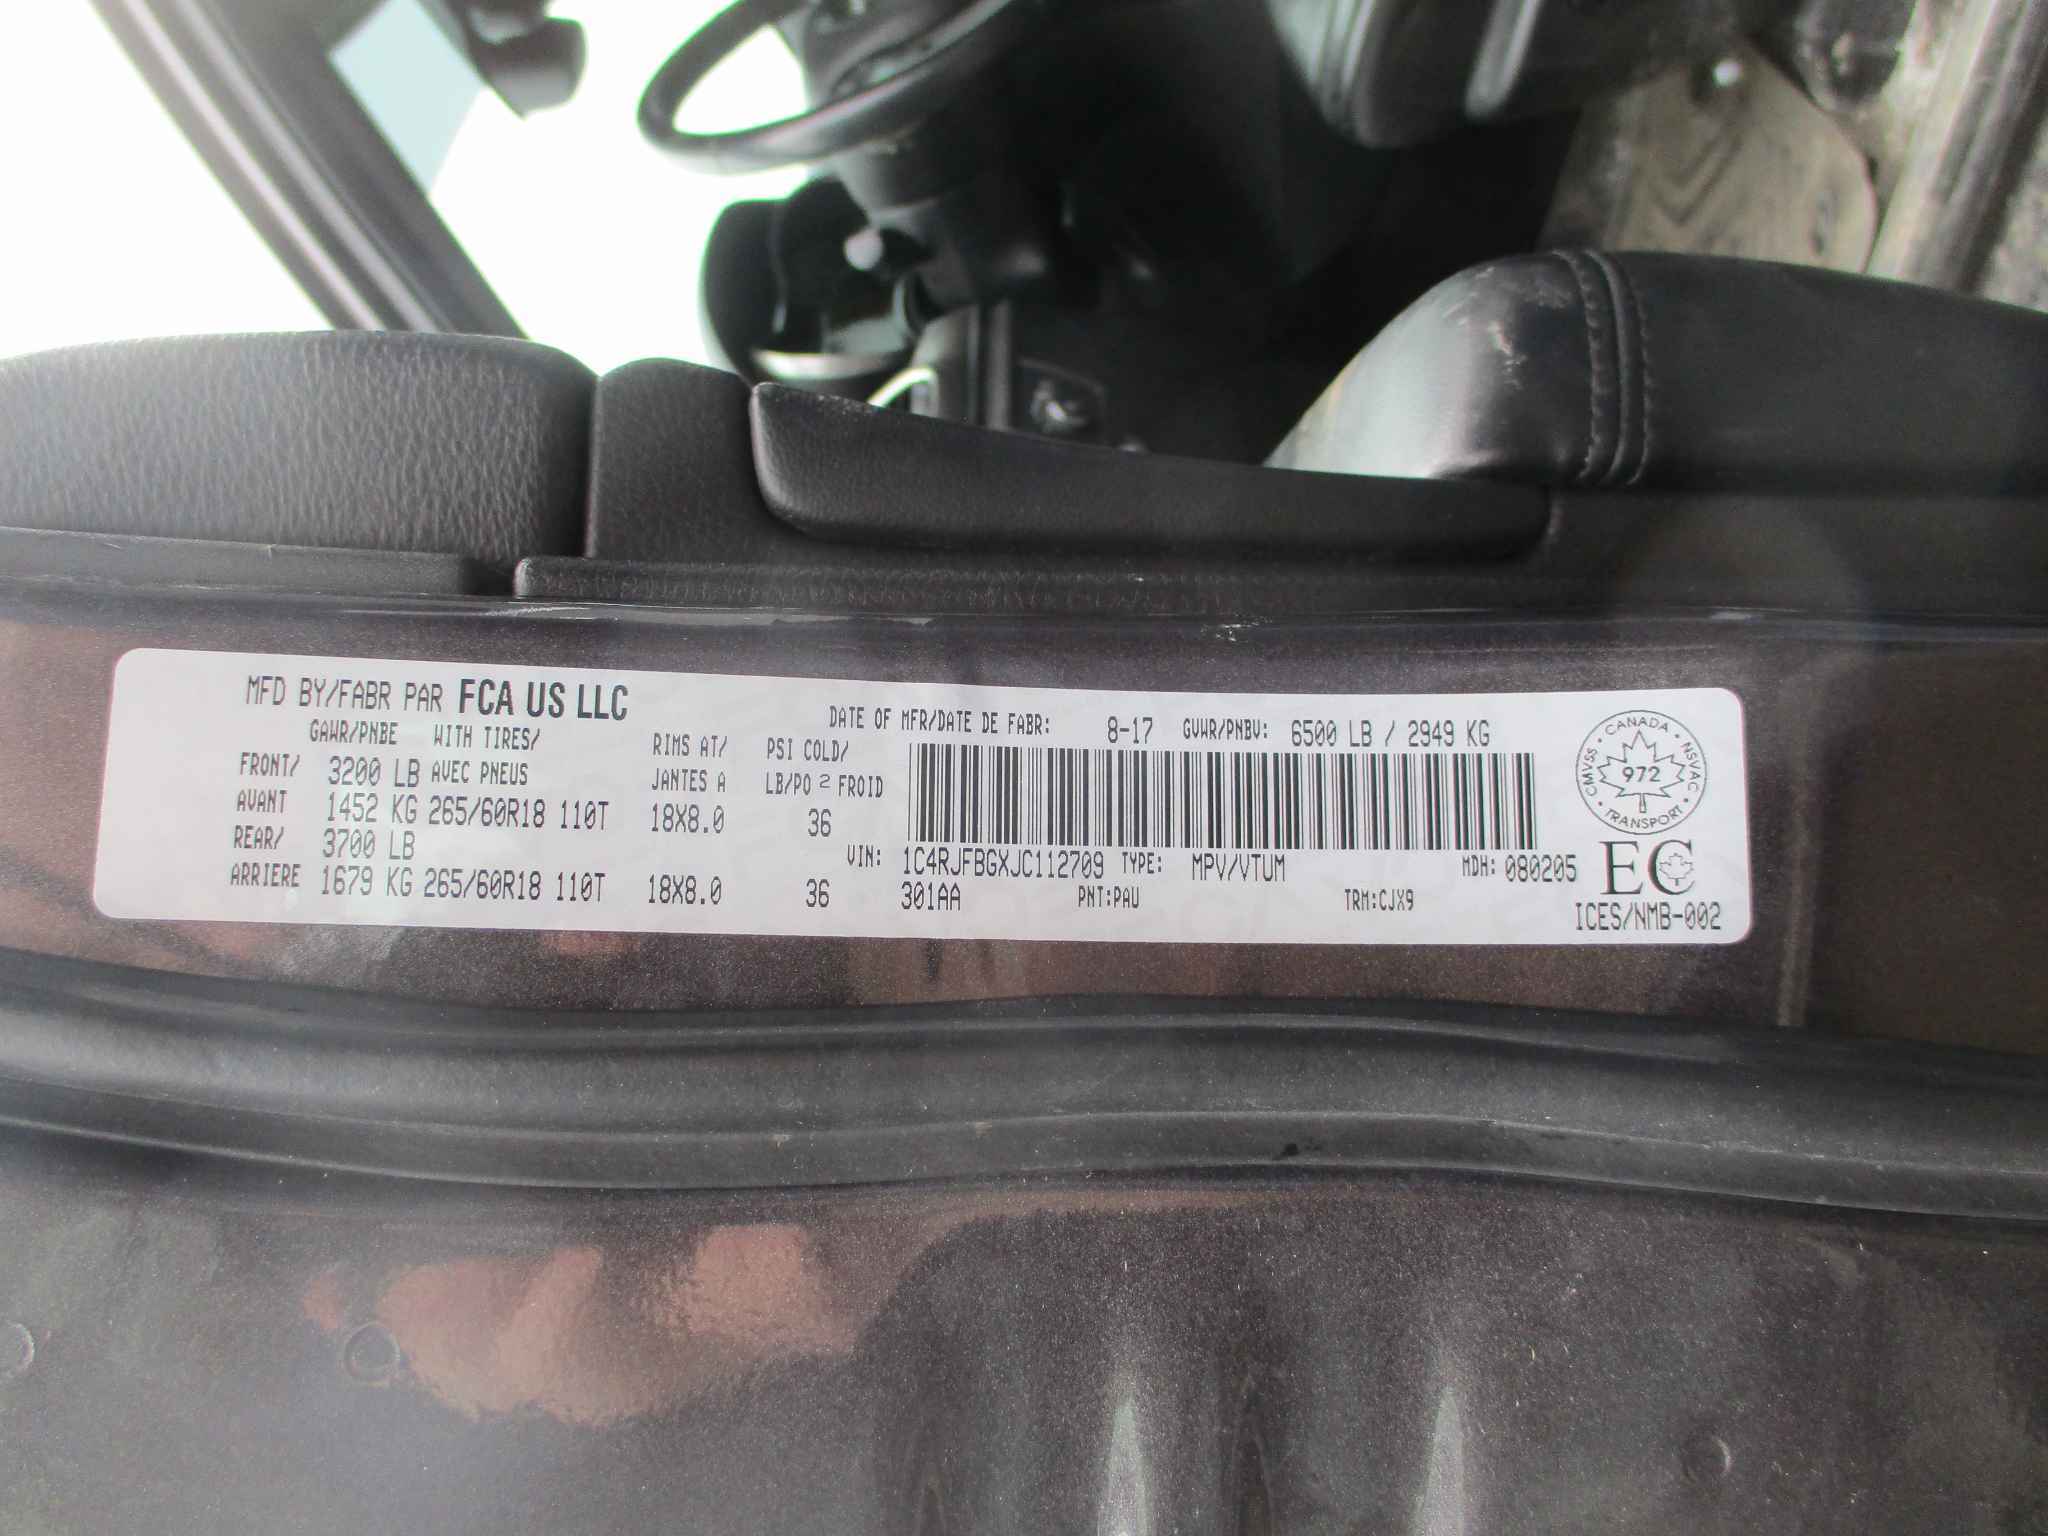 MFD BY/FABR PAR FCA US LLC
DATE OF MFR/DATE DE FABR: 8-17 GVWR/PNBV: 6500 LB / 2949 KG
GAWR/PNBE WITH TIRES/ RIMS AT/ PSI COLD/
FRONT/ 3200 LB AVEC PNEUS JANTES A LB/PO 2 FROID
AVANT 1452 KG 265/60R18 110T 18X8.0 36
REAR/ 3700 LB
VIN: 1C4RJFBGXJC112709 TYPE: MPV/VTUM MDH: 080205
ARRIERE 1679 KG 265/60R18 110T 18X8.0 36
301AA PNT:PAU TRM:CJX9
CANADA
CMVSS • NSVAC
972
TRANSPORT
EC
ICES/NMB-002